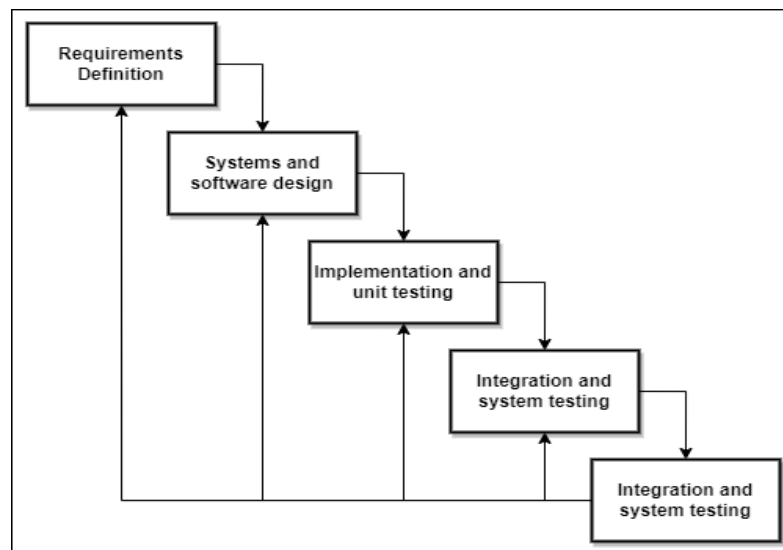 Requirements
Definition
Systems and
software design
Implementation and
unit testing
Integration and
system testing
Integration and
system testing